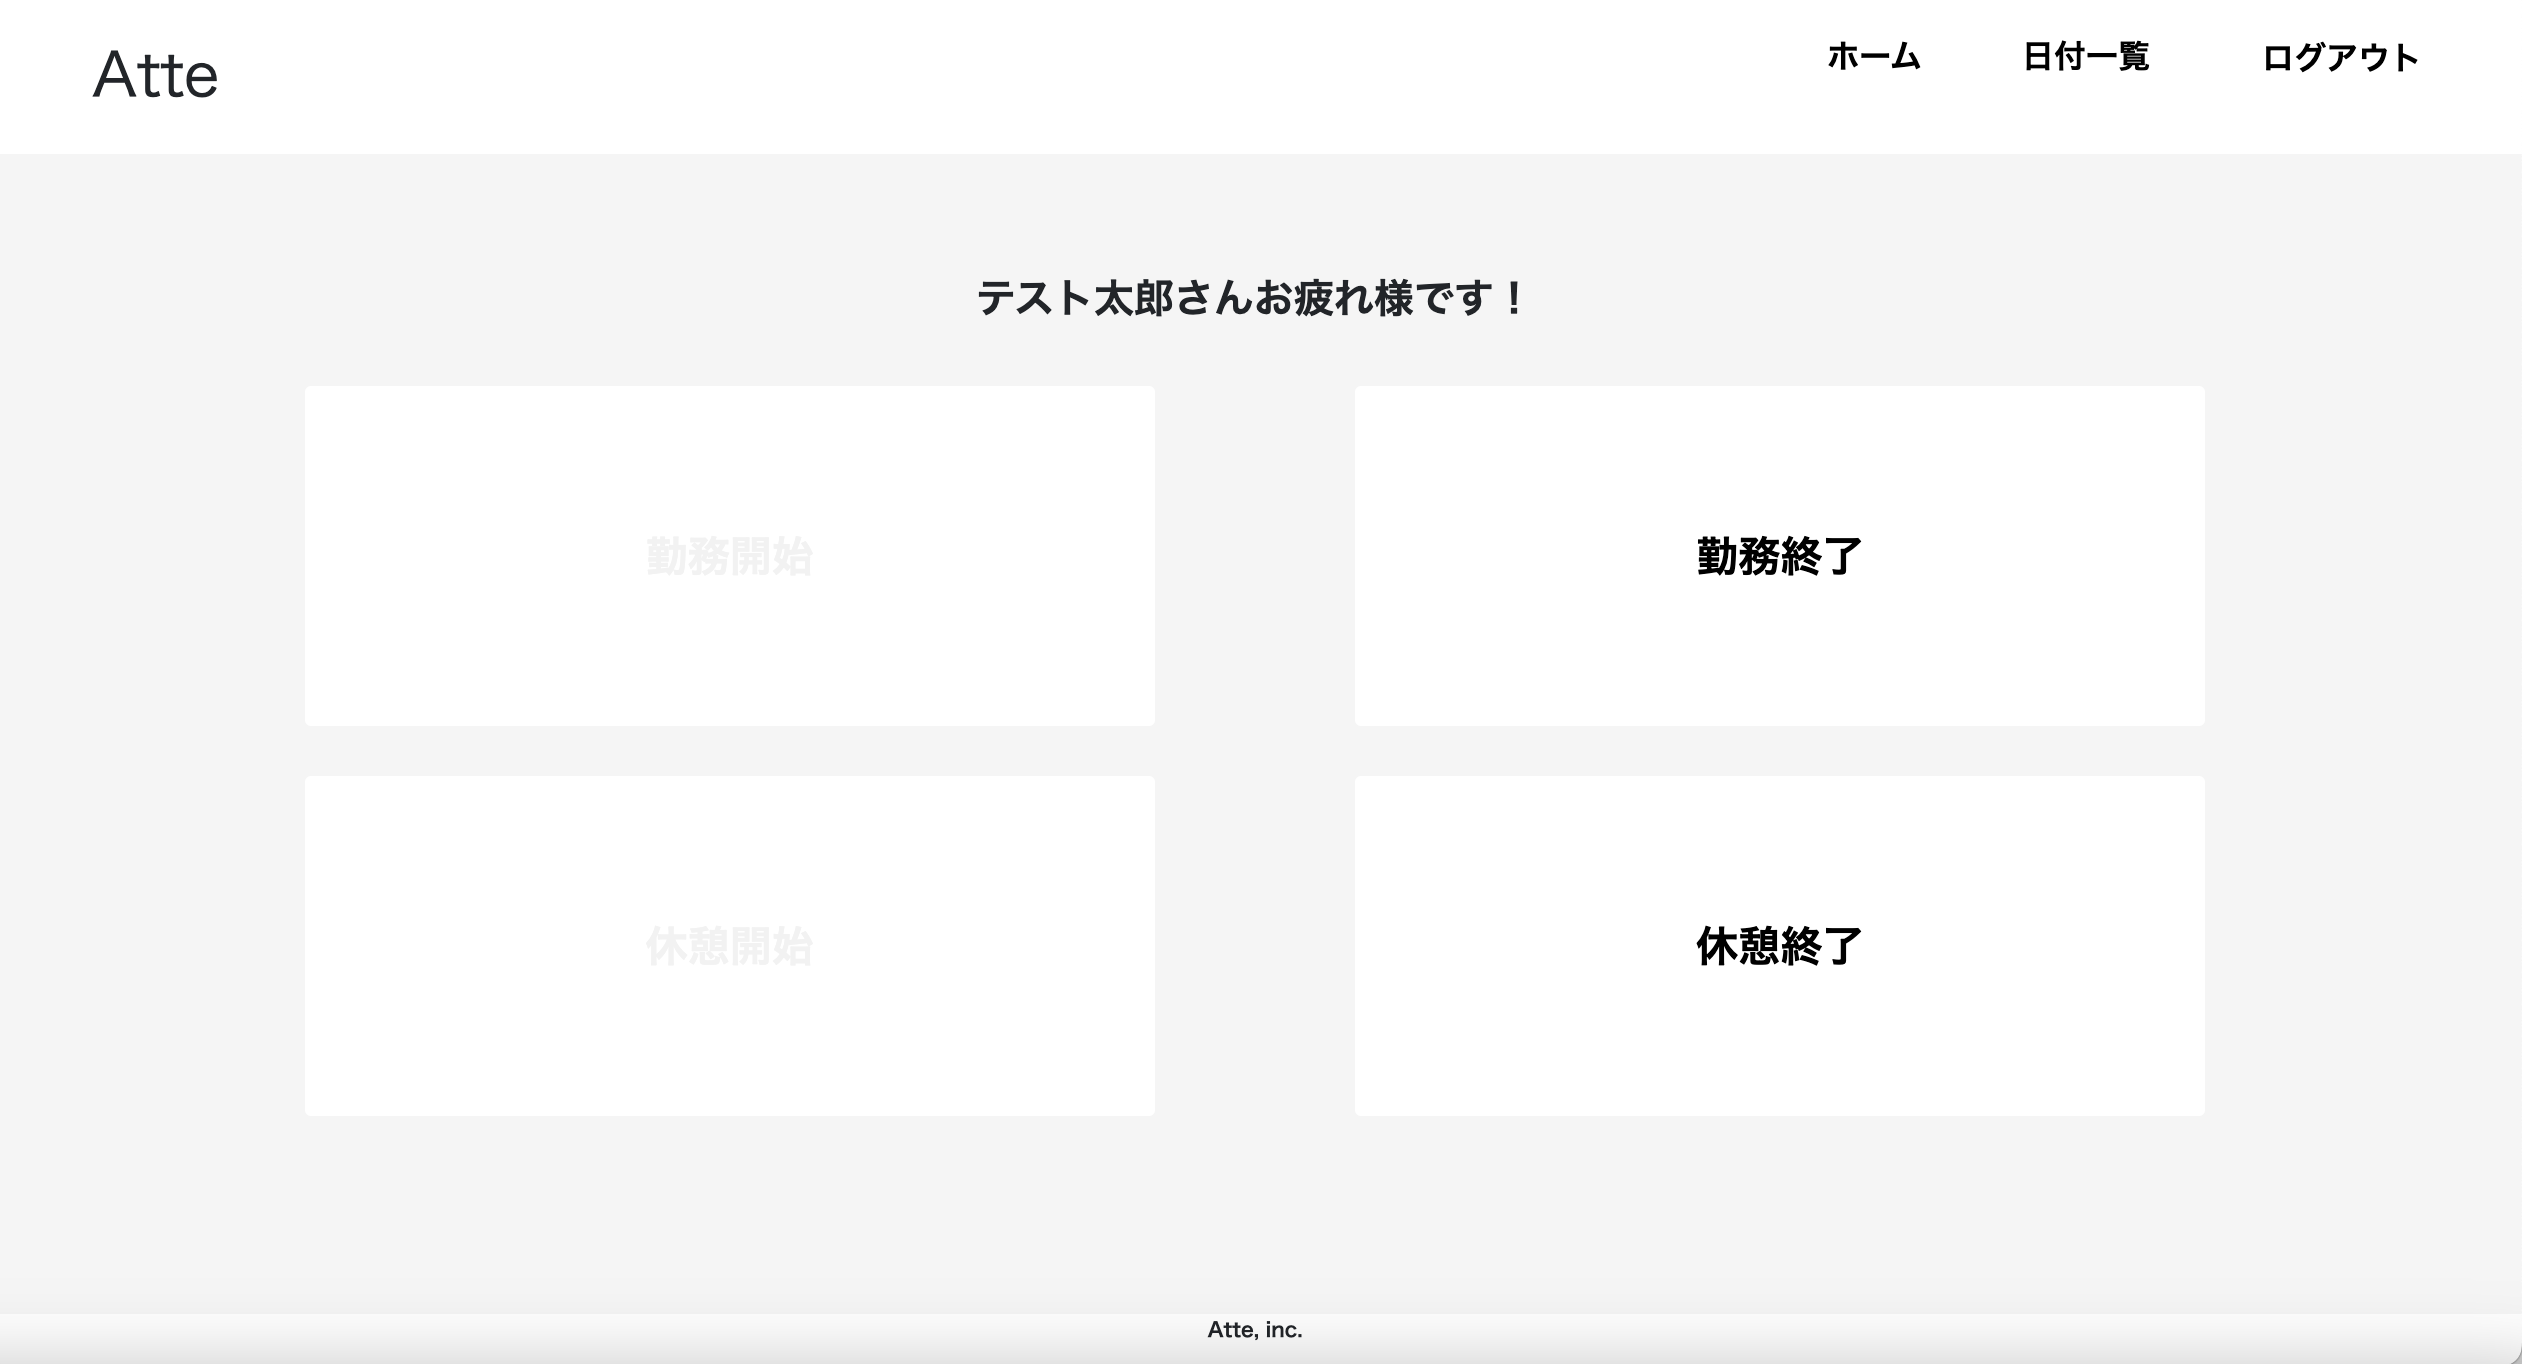 Atte
ホーム 日付一覧 ログアウト
テスト太郎さんお疲れ様です！
勤務開始 勤務終了
休憩開始 休憩終了
Atte, inc.